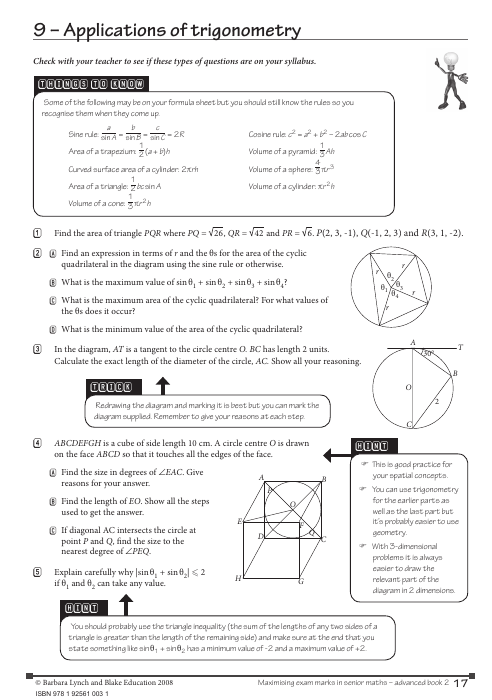 9 – Applications of trigonometry
Check with your teacher to see if these types of questions are on your syllabus.
THINGS TO KNOW
Some of the following may be on your formula sheet but you should still know the rules so you
recognise them when they come up.
Sine rule: a/sin A = b/sin B = c/sin C = 2R
Cosine rule: c² = a² + b² – 2ab cos C
Area of a trapezium: 1/2(a + b)h
Volume of pyramid: 1/3Ah
Curved surface area of a cylinder: 2πrh
Volume of a sphere: 4/3πr³
Area of a triangle: 1/2bc sin A
Volume of a cylinder: πr²h
Volume of a cone: 1/3πr²h
1 Find the area of triangle PQR where PQ = √26, QR = √42 and PR = √6. P(2, 3, -1), Q(-1, 2, 3) and R(3, 1, -2).
2 A Find an expression in terms of r and the θs for the area of the cyclic
quadrilateral in the diagram using the sine rule or otherwise.
B What is the maximum value of sin θ₁ + sin θ₂ + sin θ₃ + sin θ₄?
C What is the maximum area of the cyclic quadrilateral? For what values of
the θs does it occur?
D What is the minimum value of the area of the cyclic quadrilateral?
r
r
r
r
θ₂
θ₁
θ₃
θ₄
3 In the diagram, AT is a tangent to the circle centre O. BC has length 2 units.
Calculate the exact length of the diameter of the circle, AC. Show all your reasoning.
A
T
30°
B
O
2
C
TRICK
Redrawing the diagram and marking it is best but you can mark the
diagram supplied. Remember to give your reasons at each step.
4 ABCDEFGH is a cube of side length 10 cm. A circle centre O is drawn
on the face ABCD so that it touches all the edges of the face.
A Find the size in degrees of ∠EAC. Give
reasons for your answer.
B Find the length of EO. Show all the steps
used to get the answer.
C If diagonal AC intersects the circle at
point P and Q, find the size to the
nearest degree of ∠PEQ.
A
B
P
O
E
F
Q
D
C
H
G
HINT
☞ This is good practice for
your spatial concepts.
☞ You can use trigonometry
for the earlier parts as
well as the last part but
it's probably easier to use
geometry.
☞ With 3-dimensional
problems it is always
easier to draw the
relevant part of the
diagram in 2 dimensions.
5 Explain carefully why |sin θ₁ + sin θ₂| ⩽ 2
if θ₁ and θ₂ can take any value.
HINT
You should probably use the triangle inequality (the sum of the lengths of any two sides of a
triangle is greater than the length of the remaining side) and make sure at the end that you
state something like sin θ₁ + sin θ₂ has a minimum value of -2 and a maximum value of +2.
© Barbara Lynch and Blake Education 2008
Maximising exam marks in senior maths – advanced book 2 17
ISBN 978 1 92561 003 1